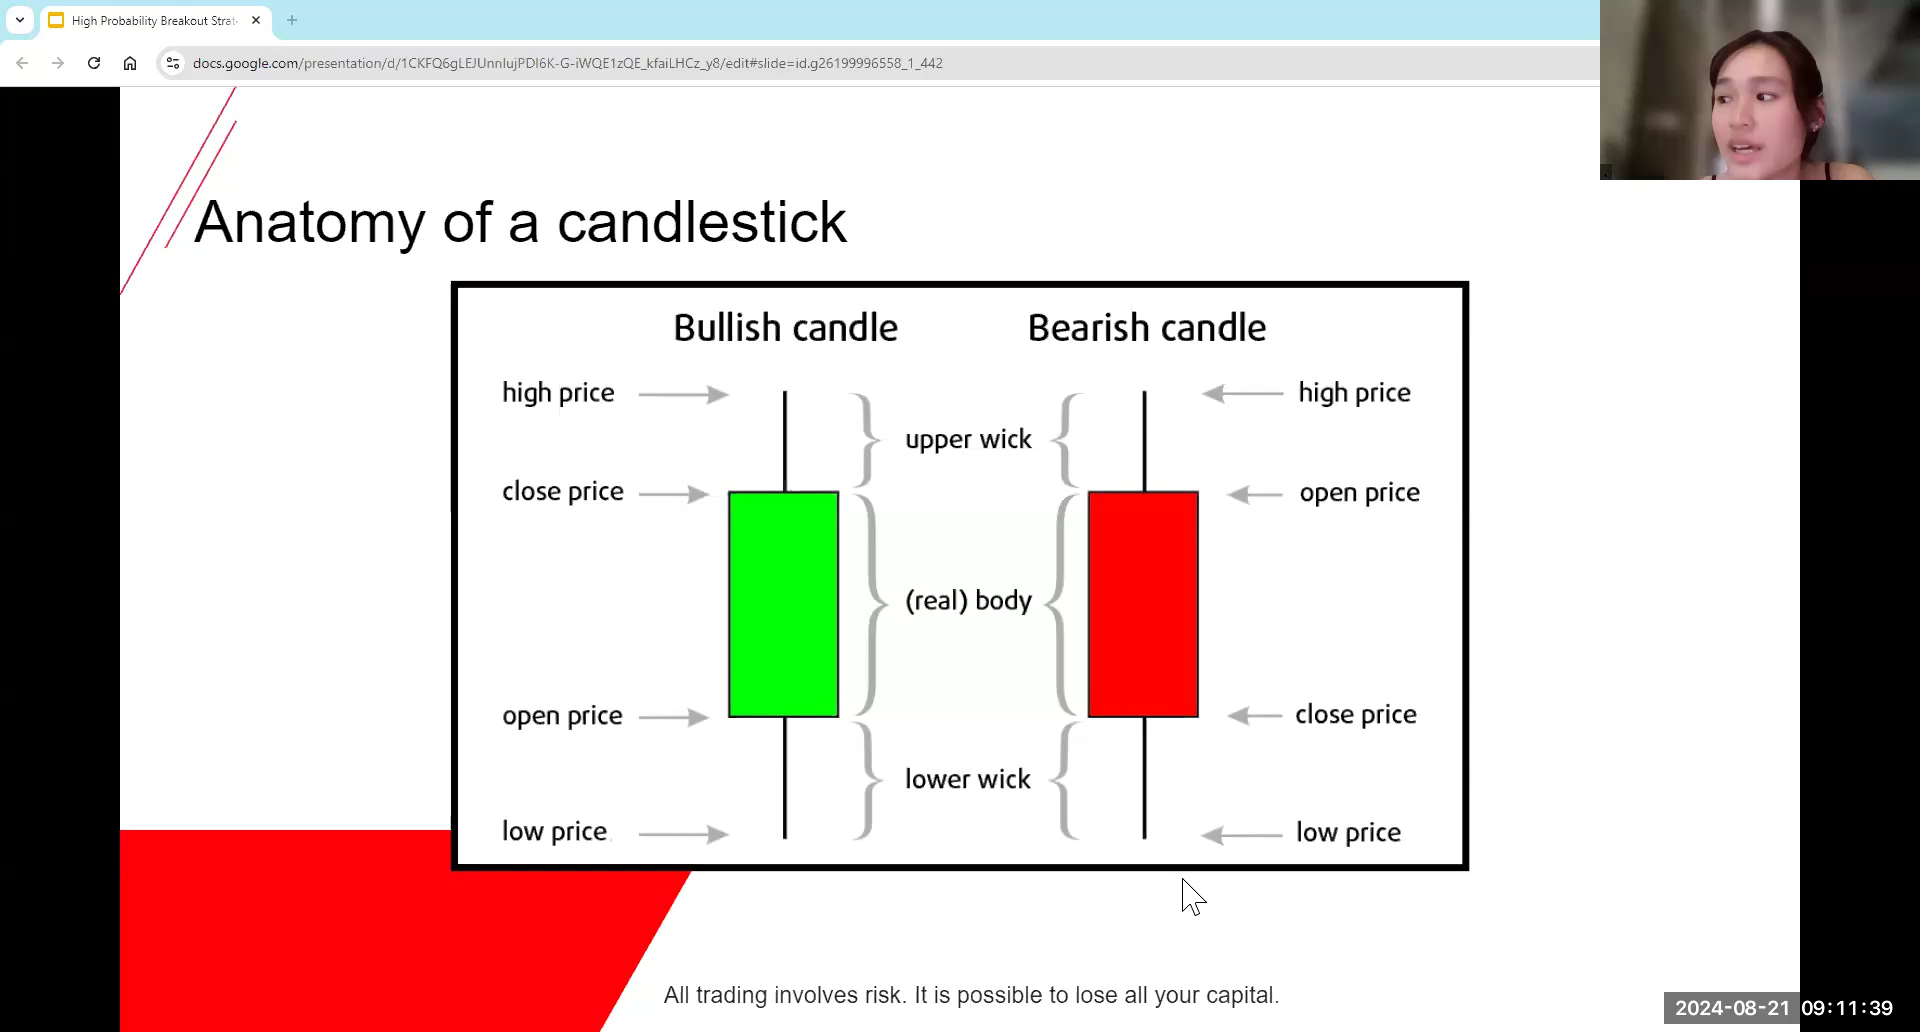 High Probability Breakout Strat
docs.google.com/presentation/d/1CKFQ6gLEJUnnlujPDI6K-G-iWQE1zQE_kfaiLHCz_y8/edit#slide=id.g26199996558_1_442
Anatomy of a candlestick
Bullish candle Bearish candle
high price high price
upper wick
close price open price
(real) body
open price close price
lower wick
low price low price
All trading involves risk. It is possible to lose all your capital.
2024-08-21 09:11:39